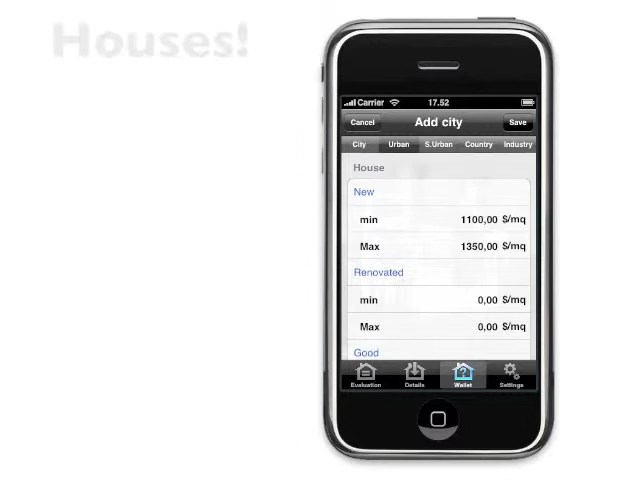 Houses!
Carrier 17.52
Cancel Add city Save
City Urban S.Urban Country Industry
House
New
min 1100,00 $/mq
Max 1350,00 $/mq
Renovated
min 0,00 $/mq
Max 0,00 $/mq
Good
Evaluation Details Wallet Settings